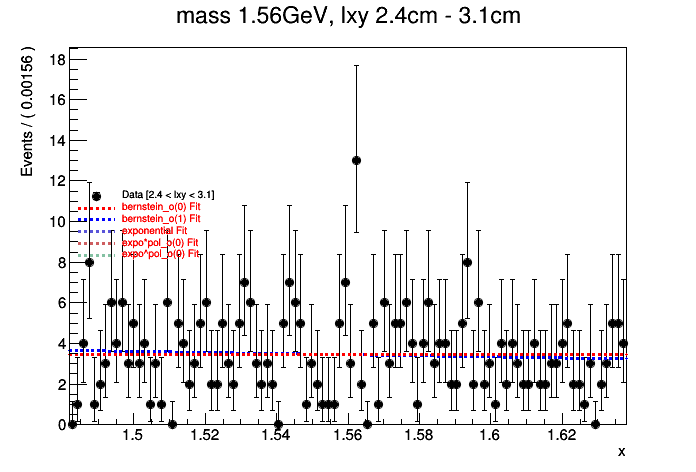 mass 1.56GeV, lxy 2.4cm - 3.1cm
Events / ( 0.00156 )
18
16
14
12
10
8
6
4
2
0
Data [2.4 < lxy < 3.1]
bernstein_o(0) Fit
bernstein_o(1) Fit
exponential Fit
expo*pol_o(0) Fit
expo^pol_o(0) Fit
1.5 1.52 1.54 1.56 1.58 1.6 1.62
x